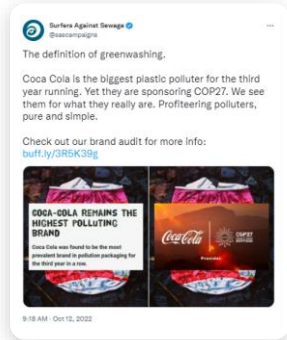 Surfers Against Sewage
@sascampaigns
The definition of greenwashing.
Coca Cola is the biggest plastic polluter for the third
year running. Yet they are sponsoring COP27. We see
them for what they really are. Profiteering polluters,
pure and simple.
Check out our brand audit for more info:
buff.ly/3R5K39g
COCA-COLA REMAINS THE
HIGHEST POLLUTING
BRAND
Coca Cola was found to be the most
prevalent brand in pollution packaging for
the third year in a row.
Coca-Cola
COP27
9:18 AM · Oct 12, 2022